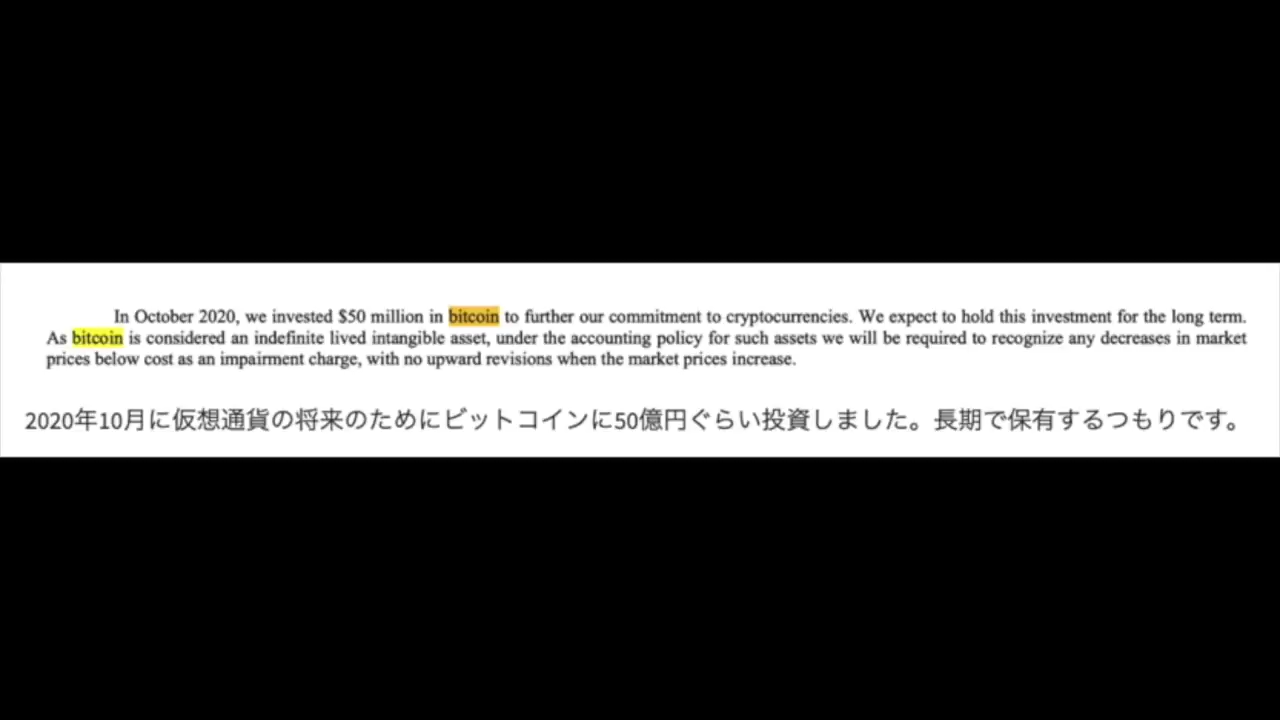 In October 2020, we invested $50 million in bitcoin to further our commitment to cryptocurrencies. We expect to hold this investment for the long term.
As bitcoin is considered an indefinite lived intangible asset, under the accounting policy for such assets we will be required to recognize any decreases in market
prices below cost as an impairment charge, with no upward revisions when the market prices increase.
2020年10月に仮想通貨の将来のためにビットコインに50億円ぐらい投資しました。長期で保有するつもりです。